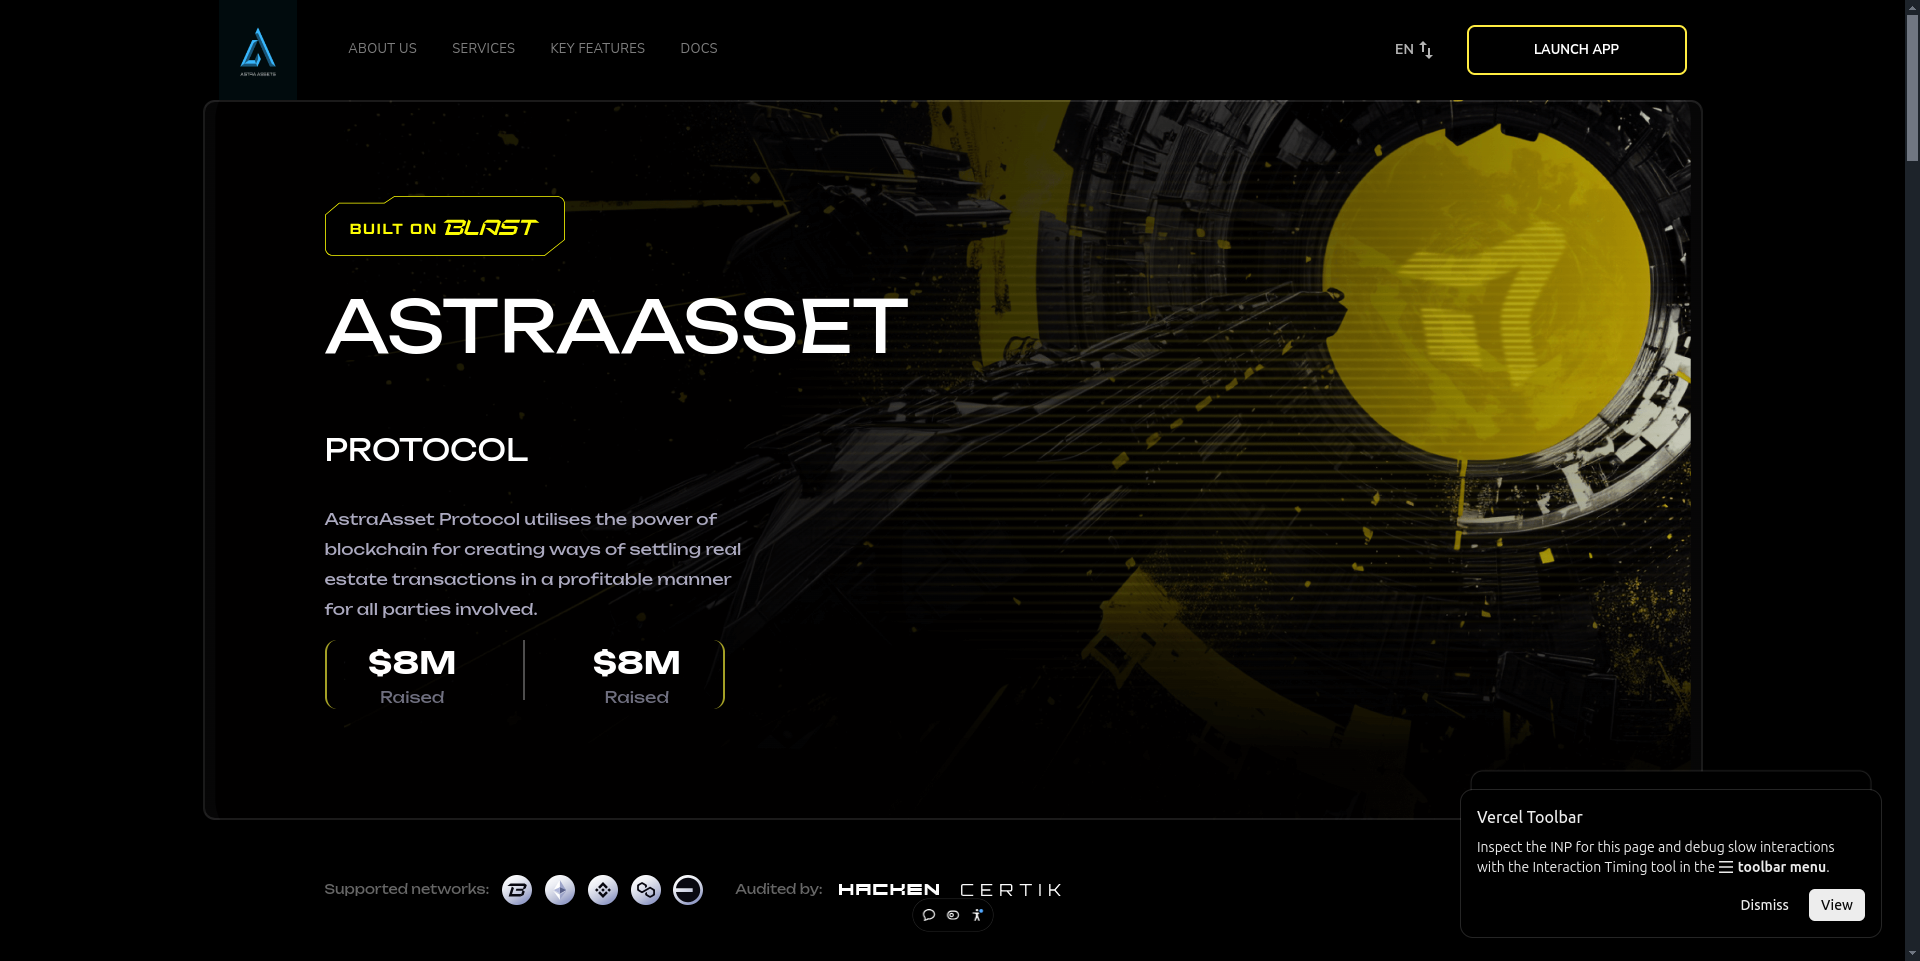 ASTRA ASSETS
ABOUT US
SERVICES
KEY FEATURES
DOCS
EN
LAUNCH APP
BUILT ON BLAST
ASTRAASSET
PROTOCOL
AstraAsset Protocol utilises the power of
blockchain for creating ways of settling real
estate transactions in a profitable manner
for all parties involved.
$8M
Raised
$8M
Raised
Supported networks:
Audited by:
HACKEN
CERTIK
Vercel Toolbar
Inspect the INP for this page and debug slow interactions
with the Interaction Timing tool in the ☰ toolbar menu.
Dismiss
View